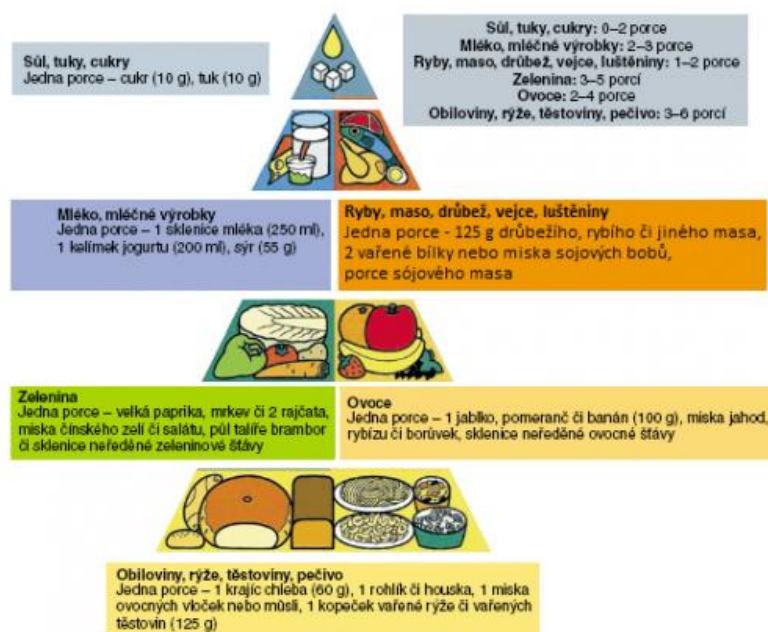 Sůl, tuky, cukry
Jedna porce – cukr (10 g), tuk (10 g)
Sůl, tuky, cukry: 0–2 porce
Mléko, mléčné výrobky: 2–3 porce
Ryby, maso, drůbež, vejce, luštěniny: 1–2 porce
Zelenina: 3–5 porcí
Ovoce: 2–4 porce
Obiloviny, rýže, těstoviny, pečivo: 3–6 porcí
Mléko, mléčné výrobky
Jedna porce – 1 sklenice mléka (250 ml),
1 kelímek jogurtu (200 ml), sýr (55 g)
Ryby, maso, drůbež, vejce, luštěniny
Jedna porce - 125 g drůbežího, rybího či jiného masa,
2 vařené bílky nebo miska sojových bobů,
porce sójového masa
Zelenina
Jedna porce – velká paprika, mrkev či 2 rajčata,
miska čínského zelí či salátu, půl talíře brambor
či sklenice neředěné zeleninové šťávy
Ovoce
Jedna porce – 1 jablko, pomeranč či banán (100 g), miska jahod,
rybízu či borůvek, sklenice neředěné ovocné šťávy
Obiloviny, rýže, těstoviny, pečivo
Jedna porce – 1 krajíc chleba (60 g), 1 rohlík či houska, 1 miska
ovocných vloček nebo műsli, 1 kopeček vařené rýže či vařených
těstovin (125 g)